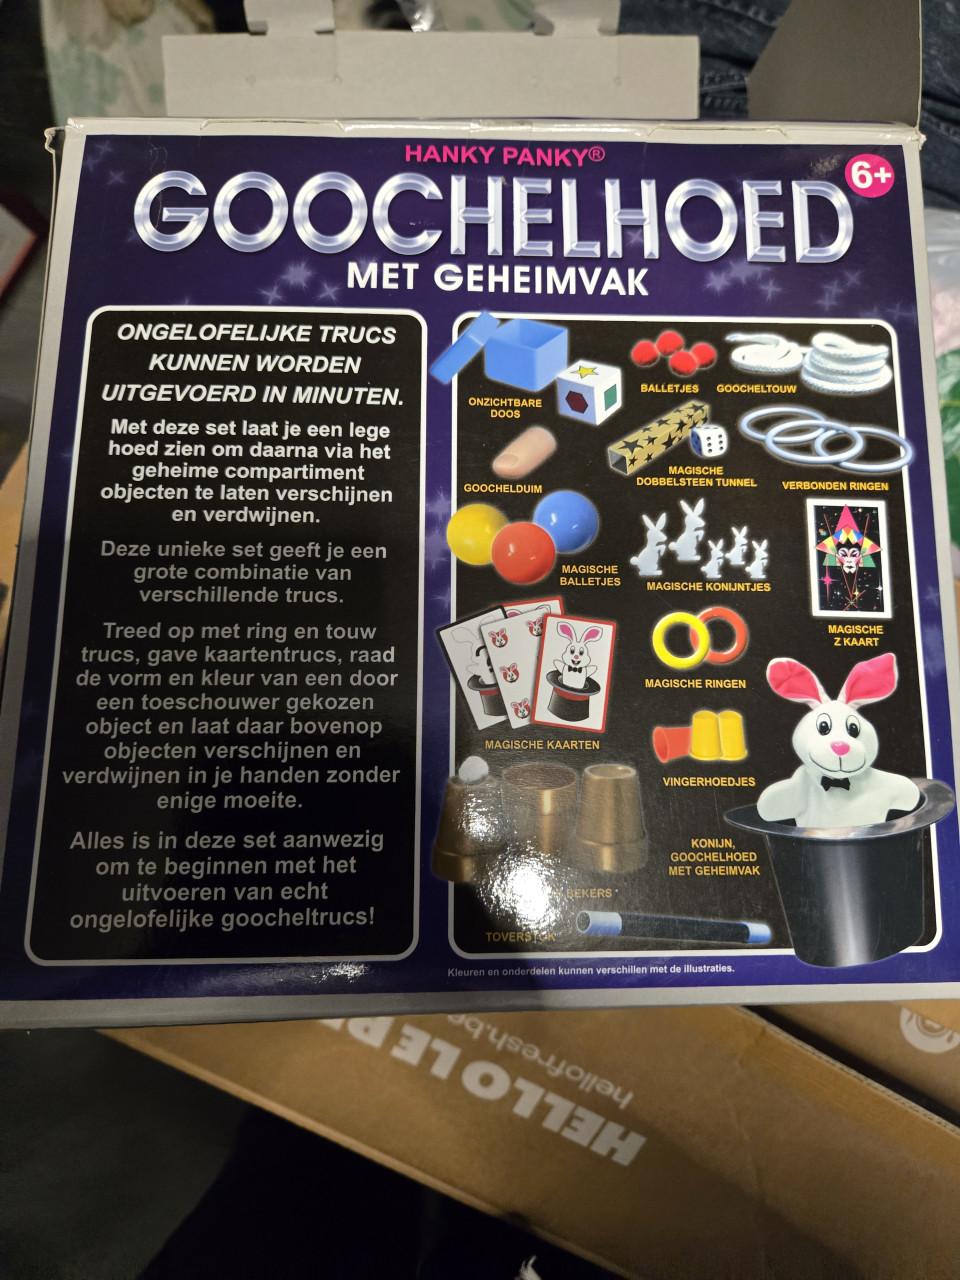 HANKY PANKY®
GOOCHELHOED
6+
MET GEHEIMVAK
ONGELOFELIJKE TRUCS
KUNNEN WORDEN
UITGEVOERD IN MINUTEN.
Met deze set laat je een lege
hoed zien om daarna via het
geheime compartiment
objecten te laten verschijnen
en verdwijnen.
Deze unieke set geeft je een
grote combinatie van
verschillende trucs.
Treed op met ring en touw
trucs, gave kaartentrucs, raad
de vorm en kleur van een door
een toeschouwer gekozen
object en laat daar bovenop
objecten verschijnen en
verdwijnen in je handen zonder
enige moeite.
Alles is in deze set aanwezig
om te beginnen met het
uitvoeren van echt
ongelofelijke goocheltrucs!
ONZICHTBARE
DOOS
BALLETJES
GOOCHELTOUW
GOOCHELDUIM
MAGISCHE
DOBBELSTEEN TUNNEL
VERBONDEN RINGEN
MAGISCHE
BALLETJES
MAGISCHE KONIJNTJES
MAGISCHE
Z KAART
MAGISCHE KAARTEN
MAGISCHE RINGEN
VINGERHOEDJES
KONIJN,
GOOCHELHOED
MET GEHEIMVAK
BEKERS
TOVERSTOK
Kleuren en onderdelen kunnen verschillen met de illustraties.
hellofresh.be
HELLO LE